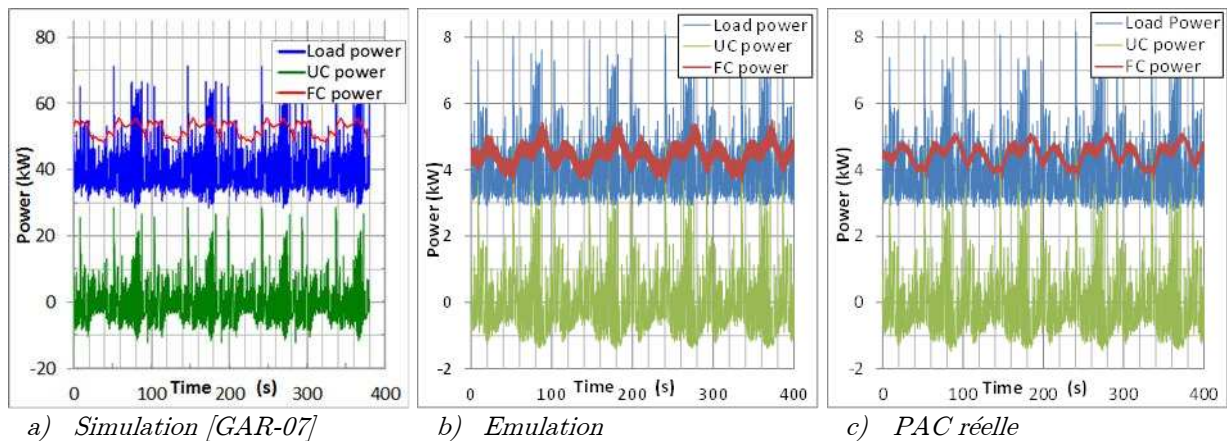 80
60
40
20
0
-20
Power (kW)
Load power
UC power
FC power
0 100 200 300 400
Time (s)
a) Simulation [GAR-07]
8
6
4
2
0
2
Power (kW)
Load power
UC power
FC power
0 100 200 300 400
Time (s)
b) Emulation
8
6
4
2
0
2
Power (kW)
Load Power
UC power
FC power
0 100 200 300 400
Time (s)
c) PAC réelle